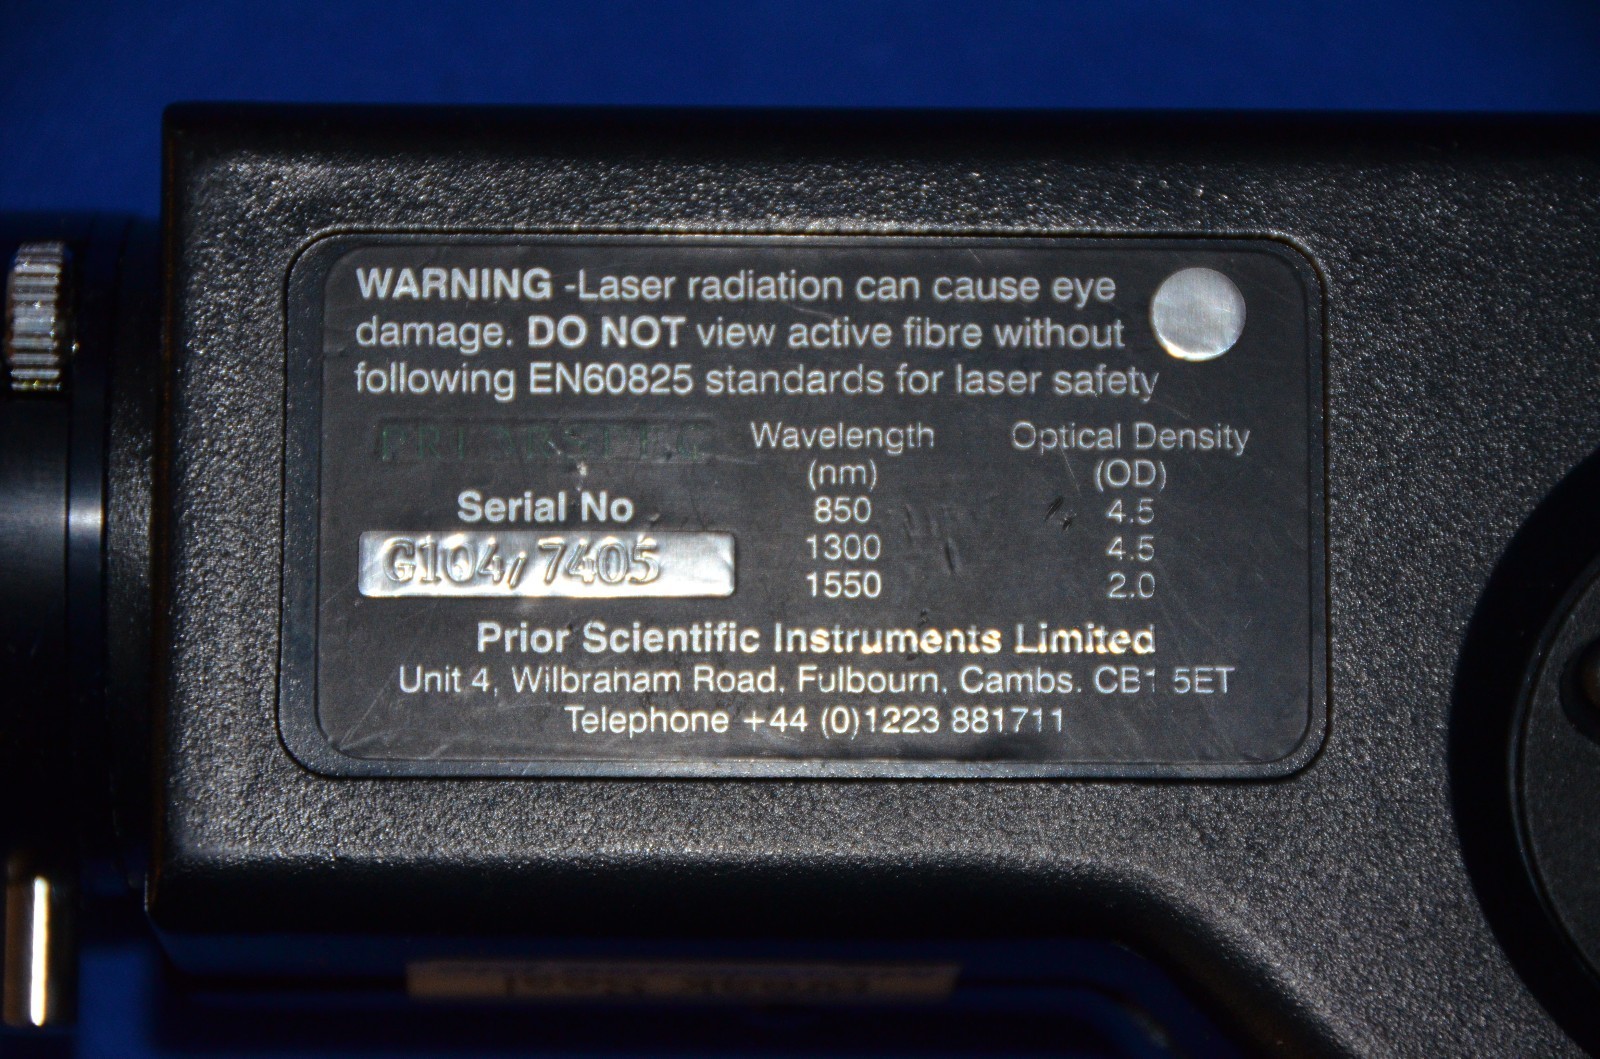 WARNING -Laser radiation can cause eye
damage. DO NOT view active fibre without
following EN60825 standards for laser safety
Wavelength Optical Density
(nm) (OD)
Serial No 850 4.5
G104/7405 1300 4.5
1550 2.0
Prior Scientific Instruments Limited
Unit 4, Wilbraham Road, Fulbourn, Cambs. CB1 5ET
Telephone +44 (0)1223 881711